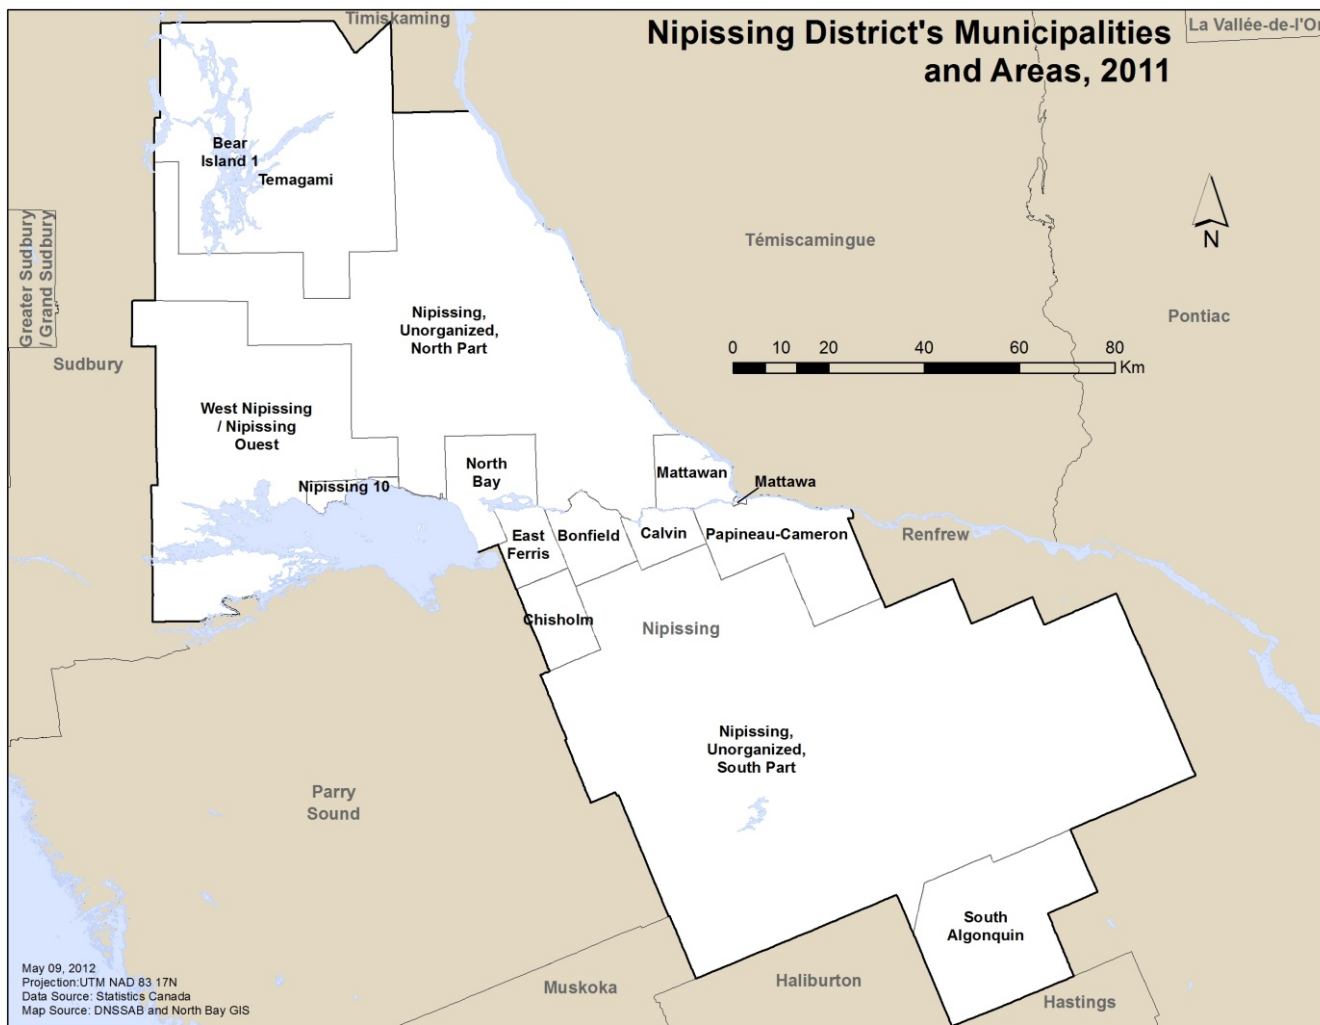 Timiskaming
Nipissing District's Municipalities
and Areas, 2011
La Vallée-de-l'Or
Bear
Island 1
Temagami
N
Greater Sudbury
/ Grand Sudbury
Témiscamingue
Pontiac
Nipissing,
Unorganized,
North Part
0 10 20 40 60 80
Km
Sudbury
West Nipissing
/ Nipissing
Ouest
North
Bay
Mattawan
Mattawa
Nipissing 10
East
Ferris
Bonfield
Calvin
Papineau-Cameron
Renfrew
Chisholm
Nipissing
Nipissing,
Unorganized,
South Part
Parry
Sound
South
Algonquin
May 09, 2012
Projection:UTM NAD 83 17N
Data Source: Statistics Canada
Map Source: DNSSAB and North Bay GIS
Muskoka
Haliburton
Hastings